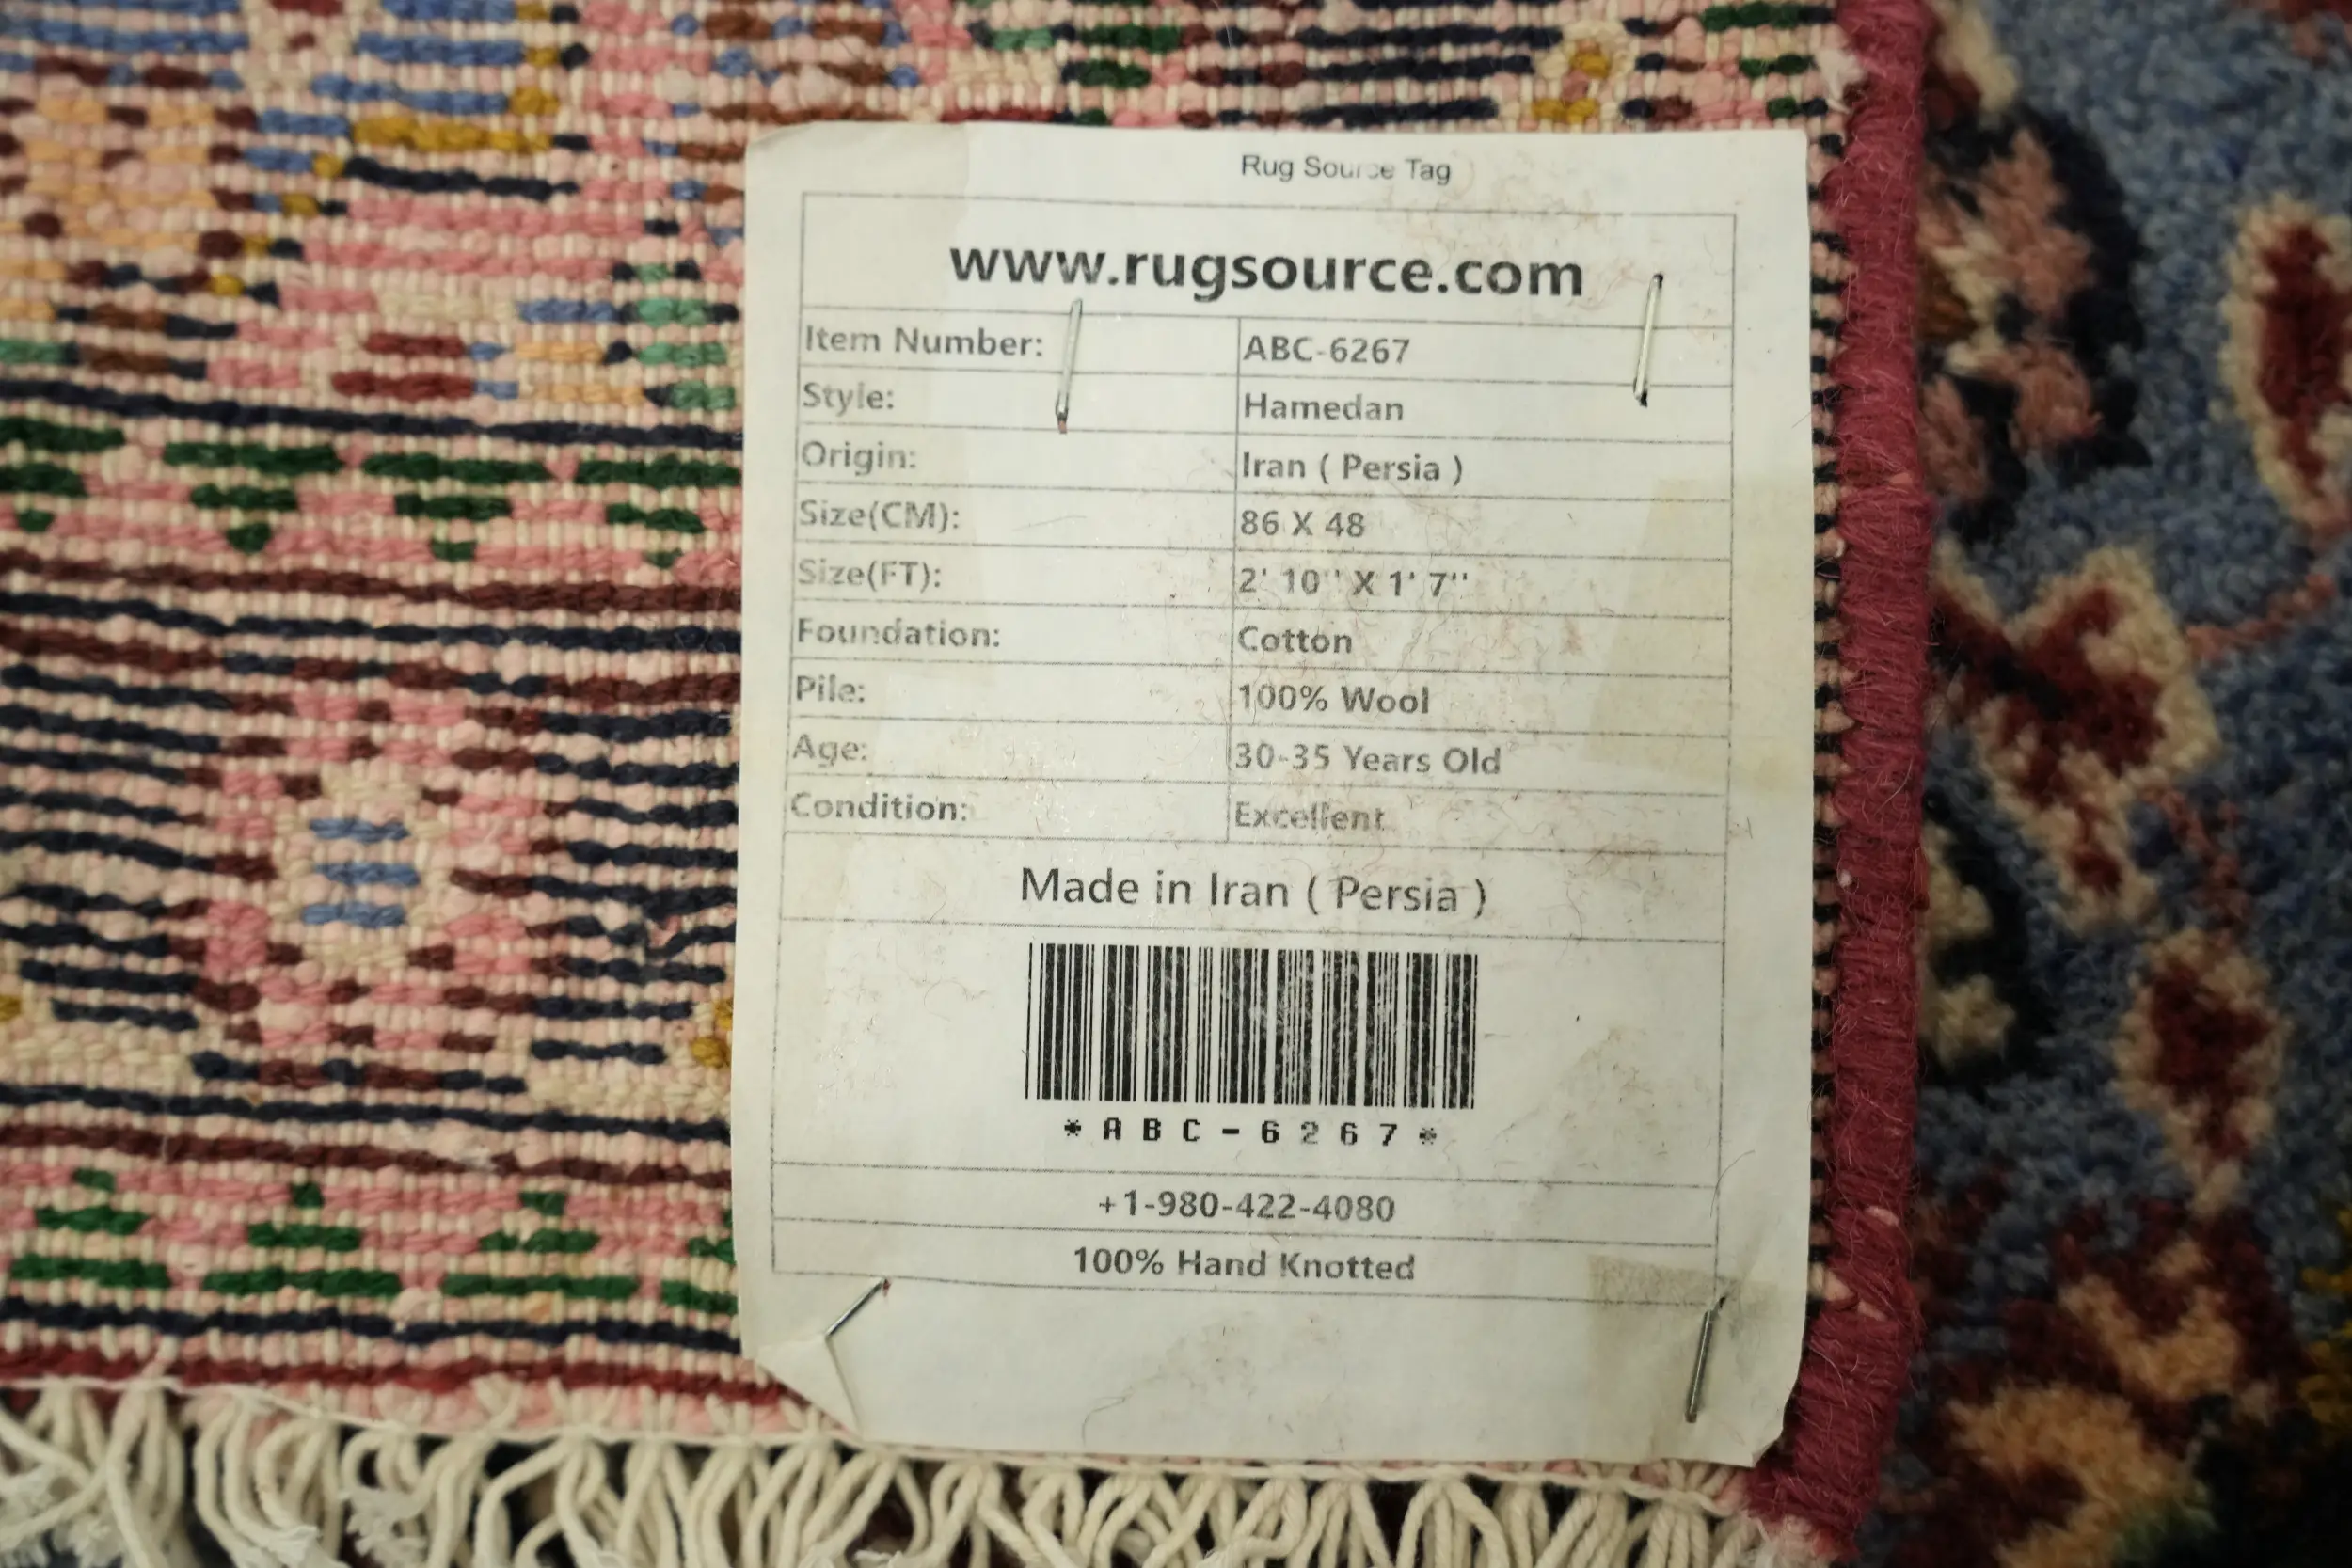 Rug Source Tag
www.rugsource.com
Item Number: ABC-6267
Style: Hamedan
Origin: Iran ( Persia )
Size(CM): 86 X 48
Size(FT): 2' 10'' X 1' 7''
Foundation: Cotton
Pile: 100% Wool
Age: 30-35 Years Old
Condition: Excellent
Made in Iran ( Persia )
*ABC-6267*
+1-980-422-4080
100% Hand Knotted